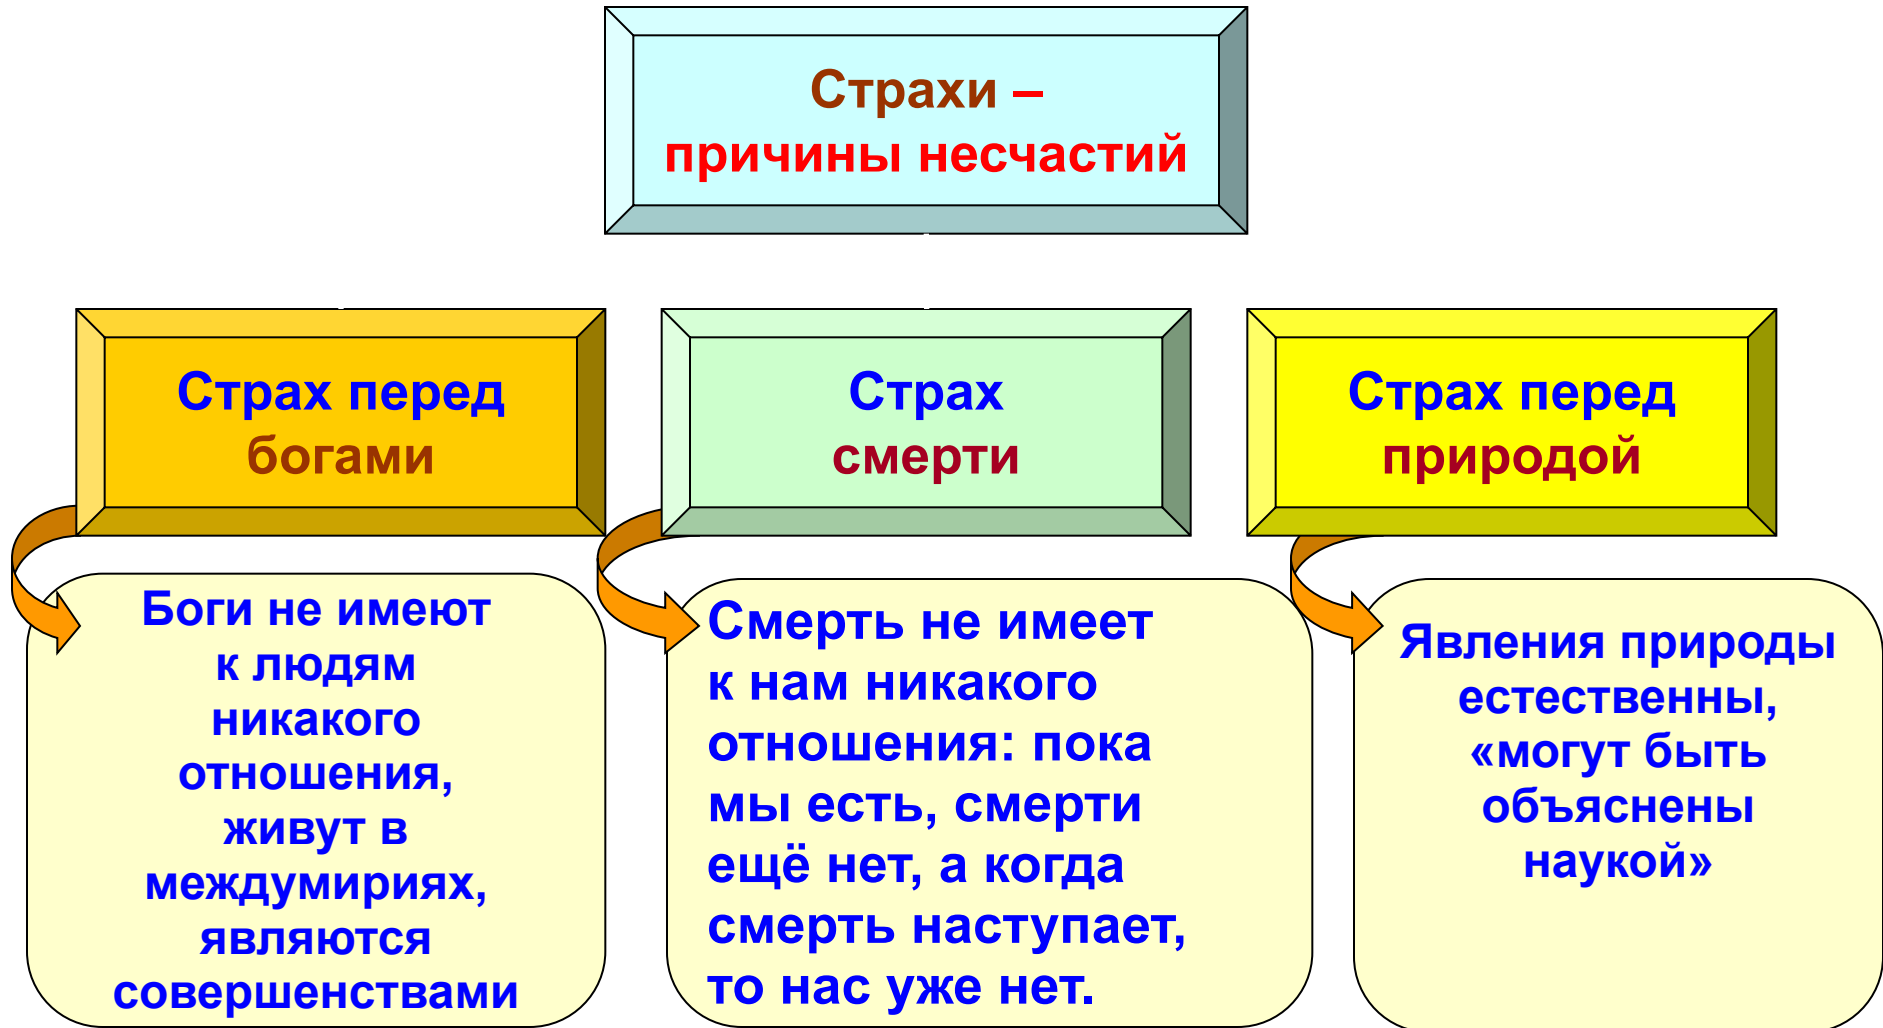 Страхи –
причины несчастий
Страх перед
богами
Страх
смерти
Страх перед
природой
Боги не имеют
к людям
никакого
отношения,
живут в
междумириях,
являются
совершенствами
Смерть не имеет
к нам никакого
отношения: пока
мы есть, смерти
ещё нет, а когда
смерть наступает,
то нас уже нет.
Явления природы
естественны,
«могут быть
объяснены
наукой»